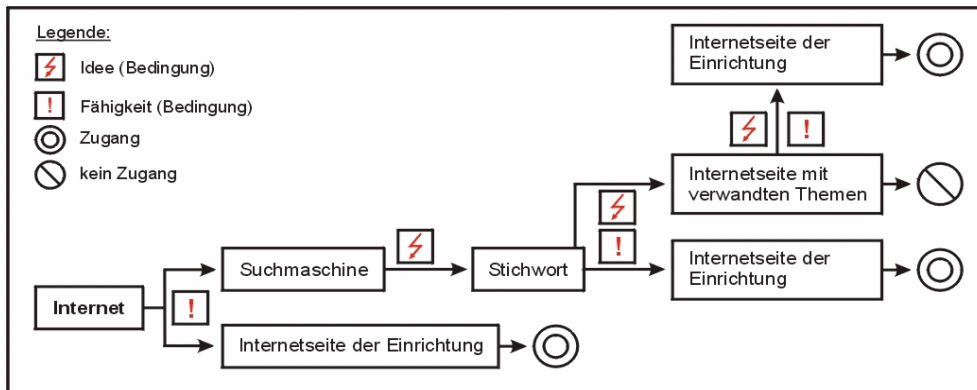 Legende:
Idee (Bedingung)
! Fähigkeit (Bedingung)
Zugang
kein Zugang
Internetseite der
Einrichtung
!
Internetseite mit
verwandten Themen
Suchmaschine
Stichwort
!
Internetseite der
Einrichtung
Internet
!
Internetseite der Einrichtung